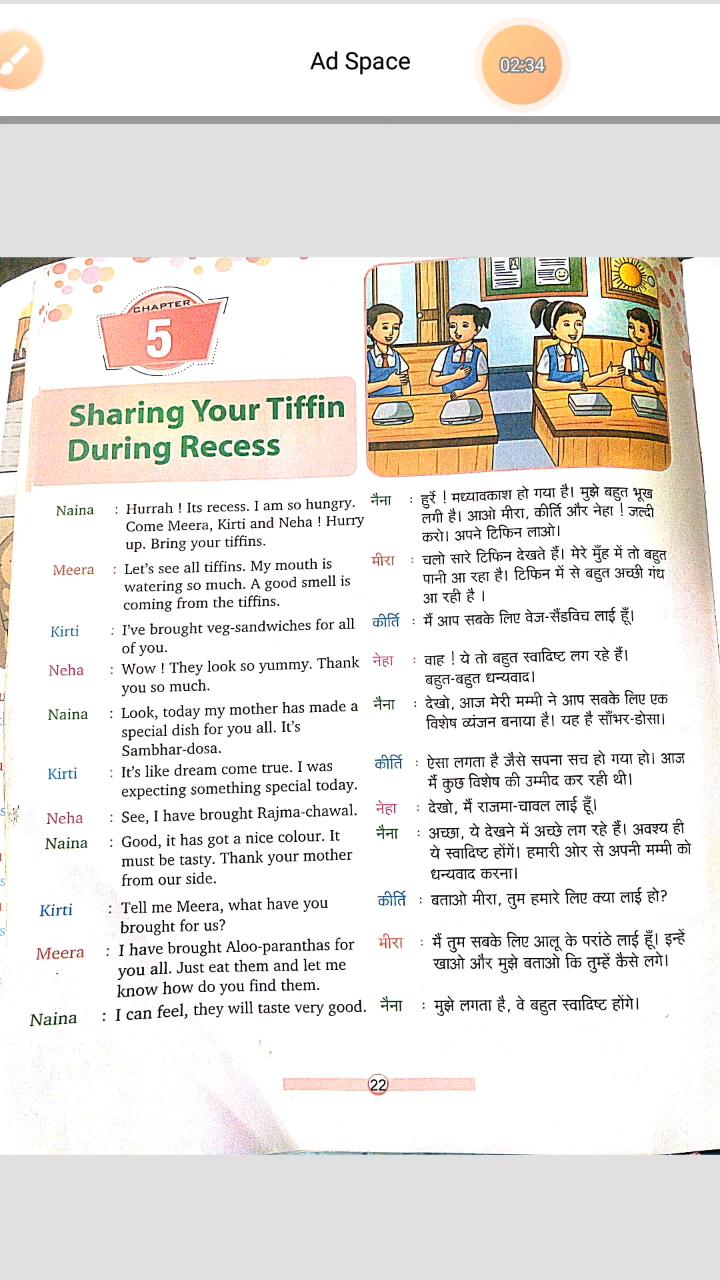 Ad Space
02:34
CHAPTER
5
Sharing Your Tiffin
During Recess
Naina : Hurrah ! Its recess. I am so hungry.
Come Meera, Kirti and Neha ! Hurry
up. Bring your tiffins.
Meera : Let's see all tiffins. My mouth is
watering so much. A good smell is
coming from the tiffins.
Kirti : I've brought veg-sandwiches for all
of you.
Neha : Wow ! They look so yummy. Thank
you so much.
Naina : Look, today my mother has made a
special dish for you all. It's
Sambhar-dosa.
Kirti : It's like dream come true. I was
expecting something special today.
Neha : See, I have brought Rajma-chawal.
Naina : Good, it has got a nice colour. It
must be tasty. Thank your mother
from our side.
Kirti : Tell me Meera, what have you
brought for us?
Meera : I have brought Aloo-paranthas for
you all. Just eat them and let me
know how do you find them.
Naina : I can feel, they will taste very good.
नैना : हुर्रे ! मध्यावकाश हो गया है। मुझे बहुत भूख
लगी है। आओ मीरा, कीर्ति और नेहा ! जल्दी
करो। अपने टिफिन लाओ।
मीरा : चलो सारे टिफिन देखते हैं। मेरे मुँह में तो बहुत
पानी आ रहा है। टिफिन में से बहुत अच्छी गंध
आ रही है ।
कीर्ति : मैं आप सबके लिए वेज-सैंडविच लाई हूँ।
नेहा : वाह ! ये तो बहुत स्वादिष्ट लग रहे हैं।
बहुत-बहुत धन्यवाद।
नैना : देखो, आज मेरी मम्मी ने आप सबके लिए एक
विशेष व्यंजन बनाया है। यह है साँभर-डोसा।
कीर्ति : ऐसा लगता है जैसे सपना सच हो गया हो। आज
मैं कुछ विशेष की उम्मीद कर रही थी।
नेहा : देखो, मैं राजमा-चावल लाई हूँ।
नैना : अच्छा, ये देखने में अच्छे लग रहे हैं। अवश्य ही
ये स्वादिष्ट होंगें। हमारी ओर से अपनी मम्मी को
धन्यवाद करना।
कीर्ति : बताओ मीरा, तुम हमारे लिए क्या लाई हो?
मीरा : मैं तुम सबके लिए आलू के परांठे लाई हूँ। इन्हें
खाओ और मुझे बताओ कि तुम्हें कैसे लगे।
नैना : मुझे लगता है, वे बहुत स्वादिष्ट होंगे।
22